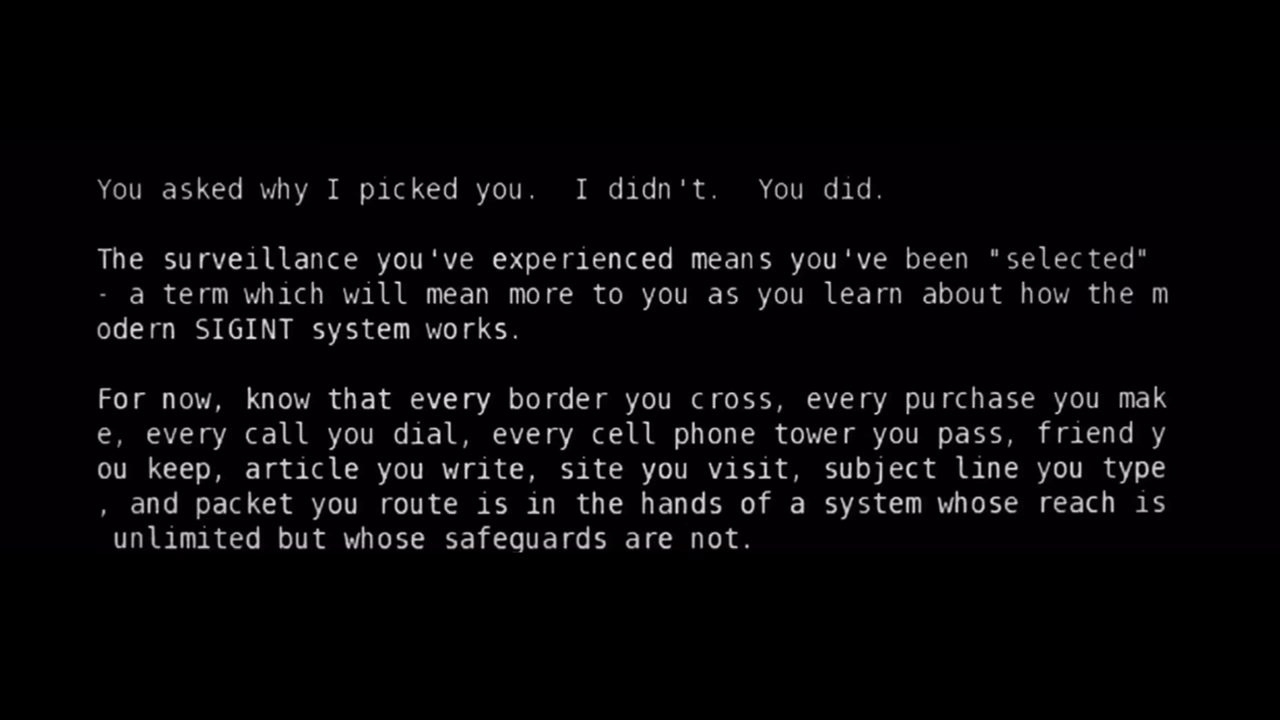 You asked why I picked you.  I didn't.  You did.
The surveillance you've experienced means you've been "selected"
- a term which will mean more to you as you learn about how the m
odern SIGINT system works.
For now, know that every border you cross, every purchase you mak
e, every call you dial, every cell phone tower you pass, friend y
ou keep, article you write, site you visit, subject line you type
, and packet you route is in the hands of a system whose reach is
 unlimited but whose safeguards are not.